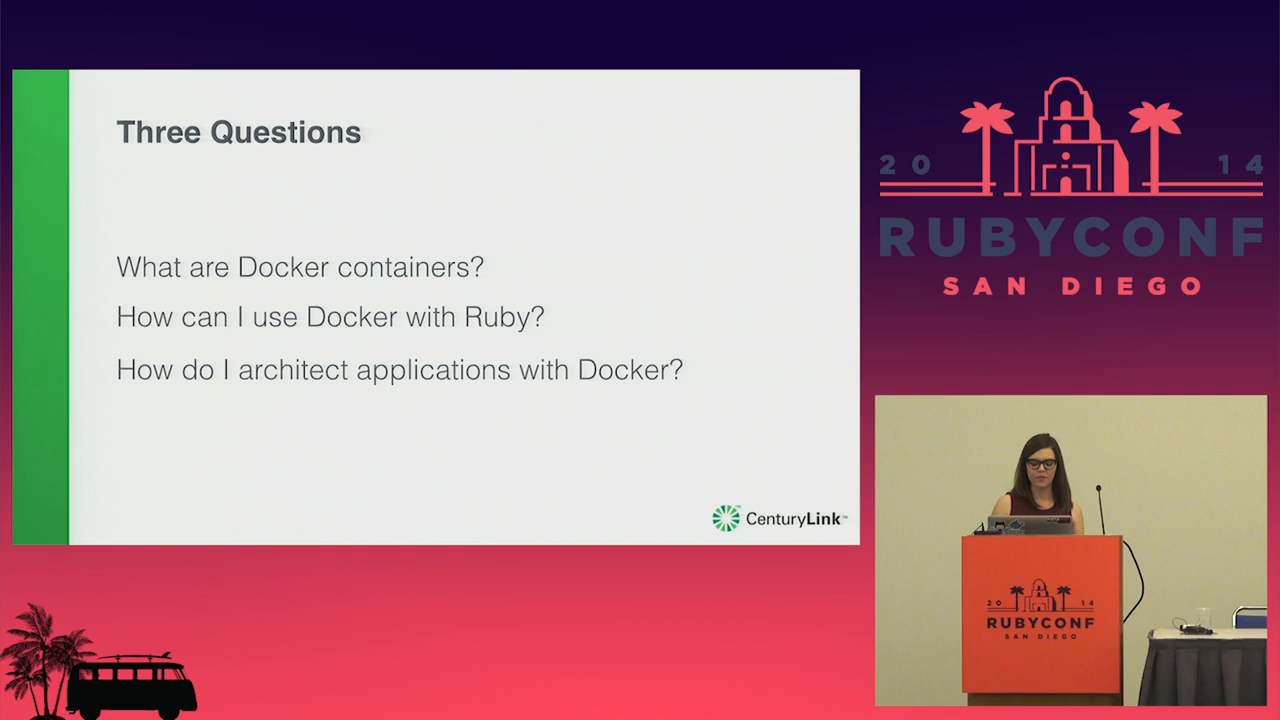 Three Questions
What are Docker containers?
How can I use Docker with Ruby?
How do I architect applications with Docker?
CenturyLink™
20 14
RUBYCONF
SAN DIEGO
20 14
RUBYCONF
SAN DIEGO